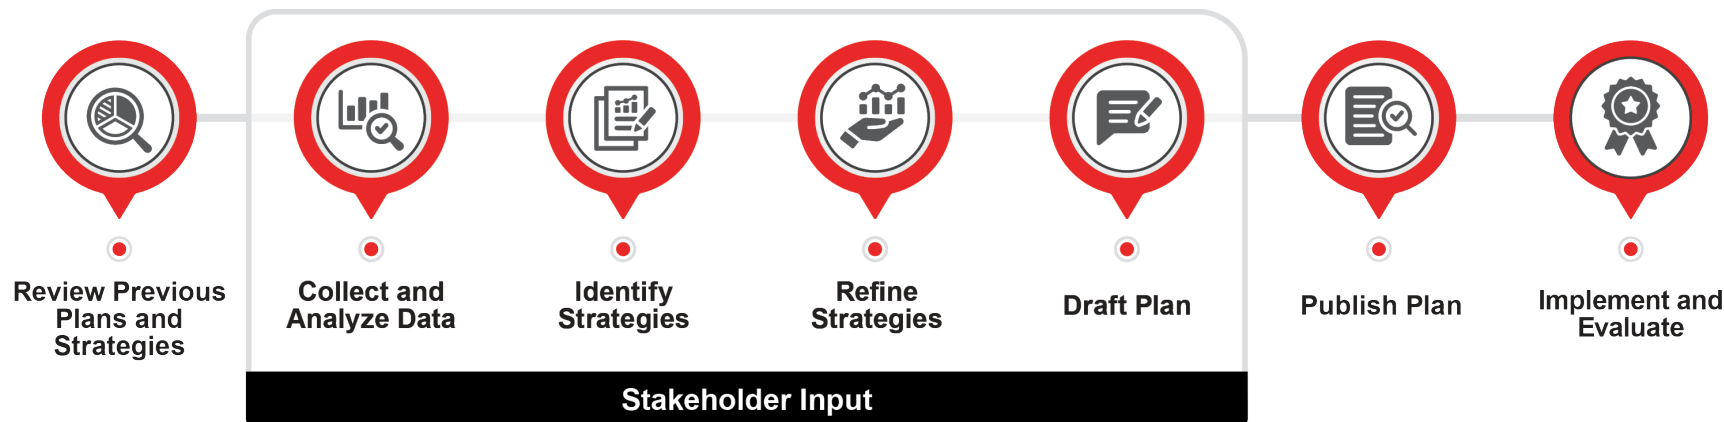 Review Previous
Plans and
Strategies
Collect and
Analyze Data
Identify
Strategies
Refine
Strategies
Draft Plan
Publish Plan
Implement and
Evaluate
Stakeholder Input